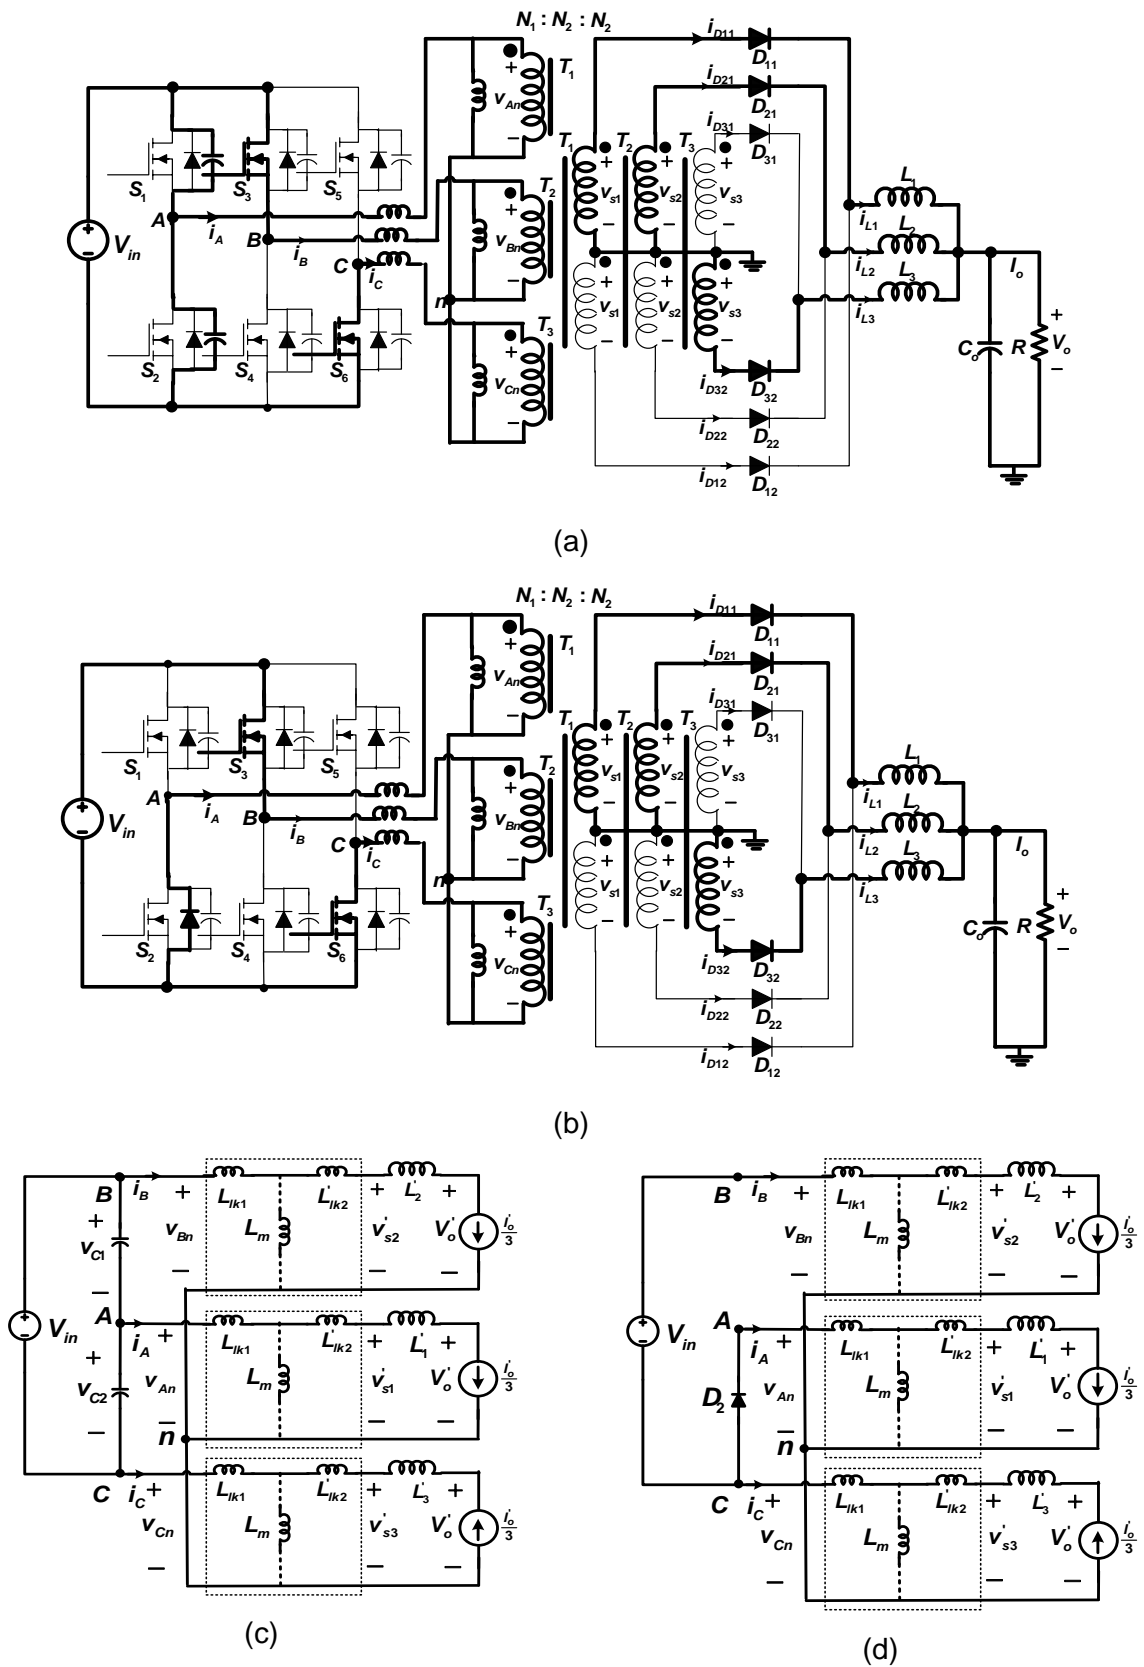 N1 : N2 : N2
iD11
D11
iD21
D21
iD31
D31
T1
vAn
T1 T2 T3
S1 S3 S5
vs1 vs2 vs3
L1
T2
A iA
Vin
B iB
vBn
iL1
L2
C iC
iL2
L3
Io
n
iL3
vs1 vs2 vs3
T3
S2 S4 S6
vCn
Co R Vo
iD32 D32
iD22 D22
iD12 D12
(a)
N1 : N2 : N2
iD11
D11
iD21
D21
iD31
D31
T1
vAn
T1 T2 T3
S1 S3 S5
vs1 vs2 vs3
L1
T2
A iA
Vin
B iB
vBn
iL1
L2
C iC
iL2
L3
Io
n
iL3
vs1 vs2 vs3
T3
S2 S4 S6
vCn
Co R Vo
iD32 D32
iD22 D22
iD12 D12
(b)
B iB
Llk1 L'lk2 L'2
vBn Lm v's2 V'o I'o/3
vC1
A iA
Vin
Llk1 L'lk2 L'1
vC2 vAn Lm v's1 V'o I'o/3
n
C iC
Llk1 L'lk2 L'3
vCn Lm v's3 V'o I'o/3
(c)
B iB
Llk1 L'lk2 L'2
vBn Lm v's2 V'o I'o/3
A iA
Vin
Llk1 L'lk2 L'1
D2 vAn Lm v's1 V'o I'o/3
n
C iC
Llk1 L'lk2 L'3
vCn Lm v's3 V'o I'o/3
(d)